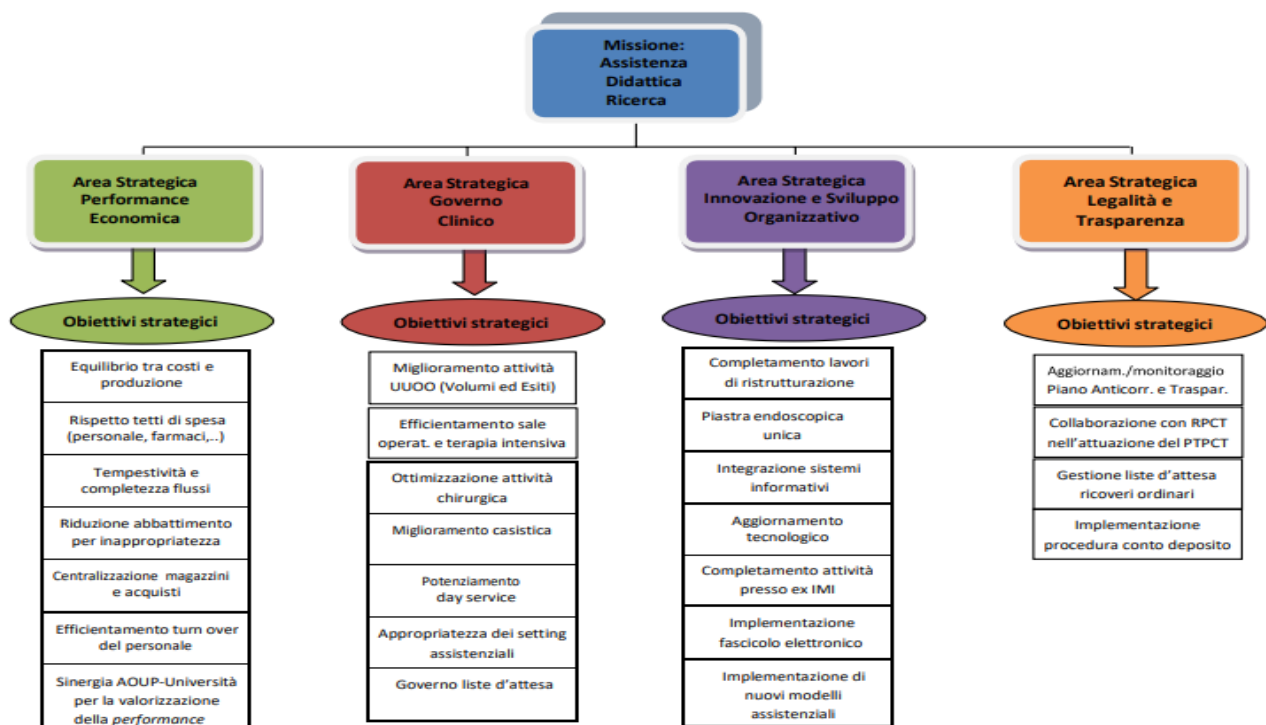 Missione:
Assistenza
Didattica
Ricerca
Area Strategica
Performance
Economica
Obiettivi strategici
Equilibrio tra costi e
produzione
Rispetto tetti di spesa
(personale, farmaci,..)
Tempestività e
completezza flussi
Riduzione abbattimento
per inappropriatezza
Centralizzazione magazzini
e acquisti
Efficientamento turn over
del personale
Sinergia AOUP-Università
per la valorizzazione
della performance
Area Strategica
Governo
Clinico
Obiettivi strategici
Miglioramento attività
UUOO (Volumi ed Esiti)
Efficientamento sale
operat. e terapia intensiva
Ottimizzazione attività
chirurgica
Miglioramento casistica
Potenziamento
day service
Appropriatezza dei setting
assistenziali
Governo liste d'attesa
Area Strategica
Innovazione e Sviluppo
Organizzativo
Obiettivi strategici
Completamento lavori
di ristrutturazione
Piastra endoscopica
unica
Integrazione sistemi
informativi
Aggiornamento
tecnologico
Completamento attività
presso ex IMI
Implementazione
fascicolo elettronico
Implementazione di
nuovi modelli
assistenziali
Area Strategica
Legalità e
Trasparenza
Obiettivi strategici
Aggiornam./monitoraggio
Piano Anticorr. e Traspar.
Collaborazione con RPCT
nell'attuazione del PTPCT
Gestione liste d'attesa
ricoveri ordinari
Implementazione
procedura conto deposito